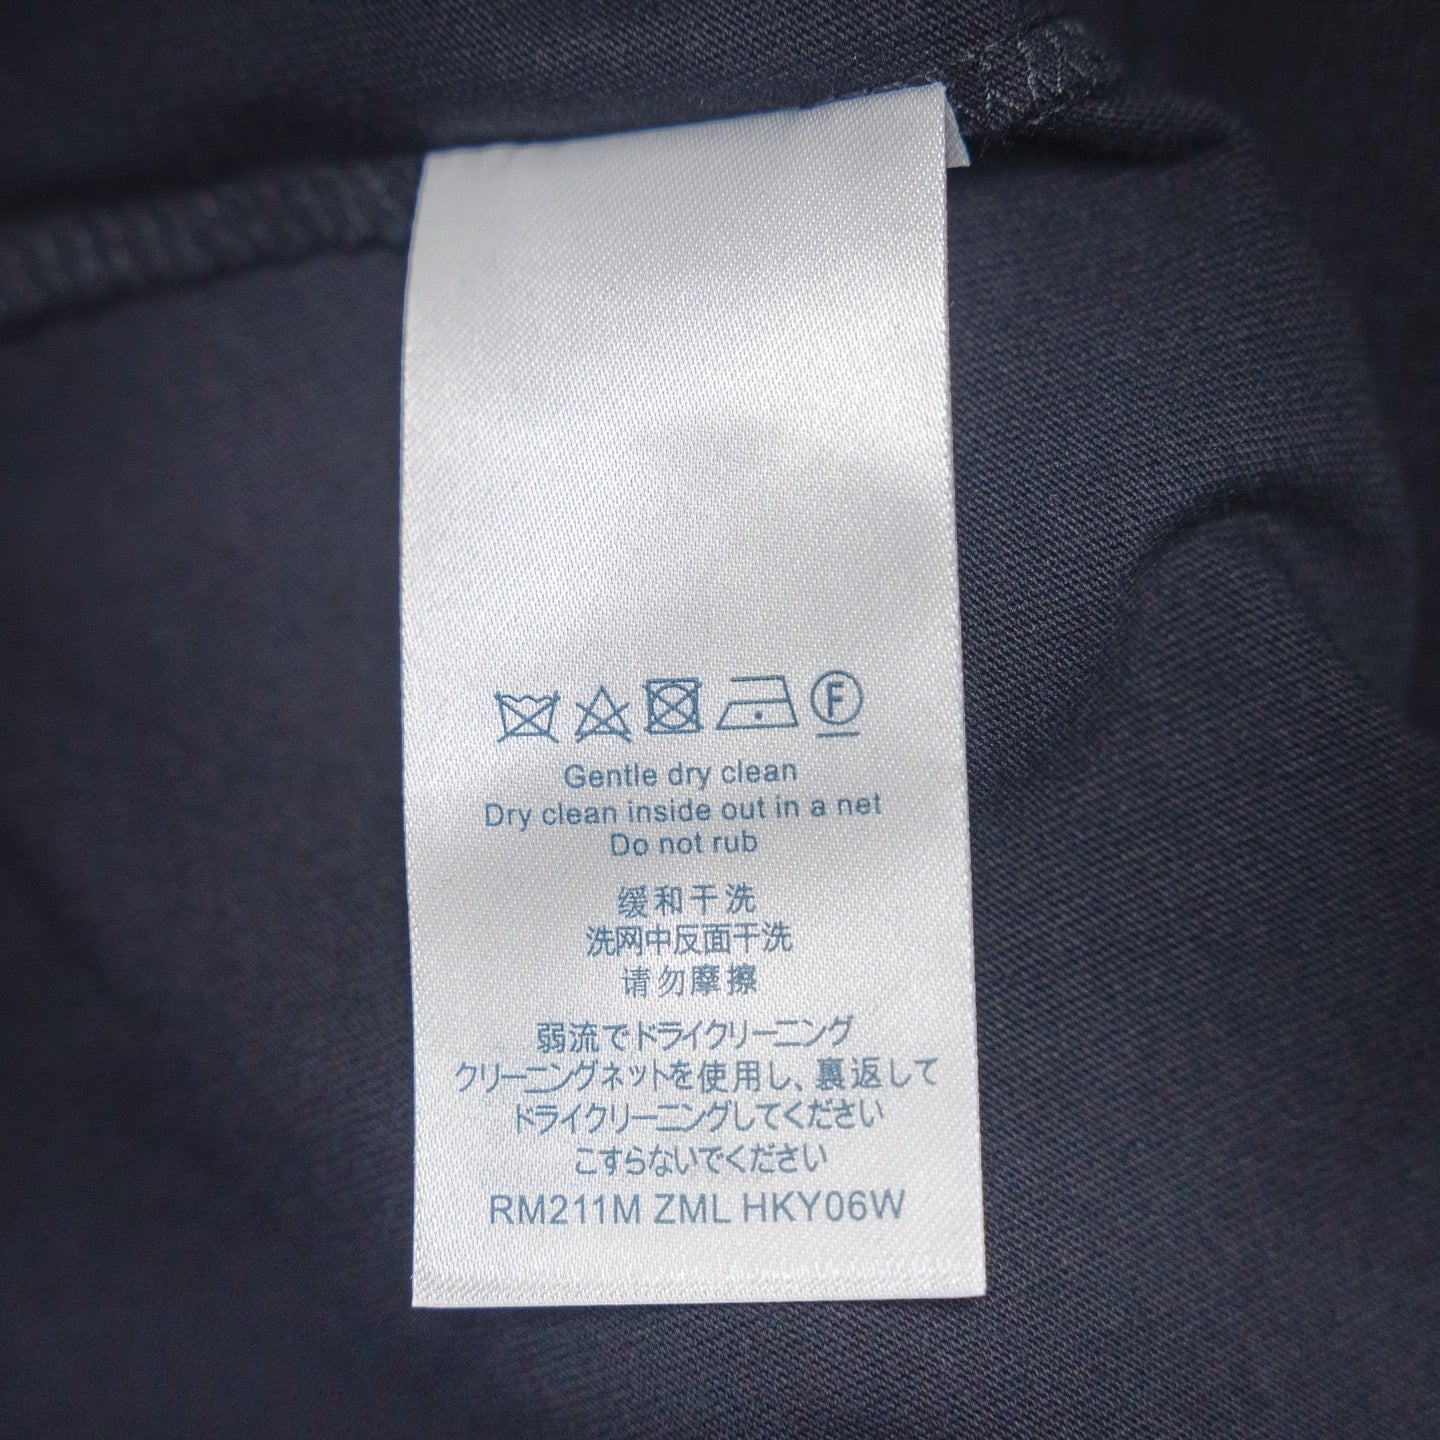 F
Gentle dry clean
Dry clean inside out in a net
Do not rub
缓和干洗
洗网中反面干洗
请勿摩擦
弱流でドライクリーニング
クリーニングネットを使用し、裏返して
ドライクリーニングしてください
こすらないでください
RM211M ZML HKY06W